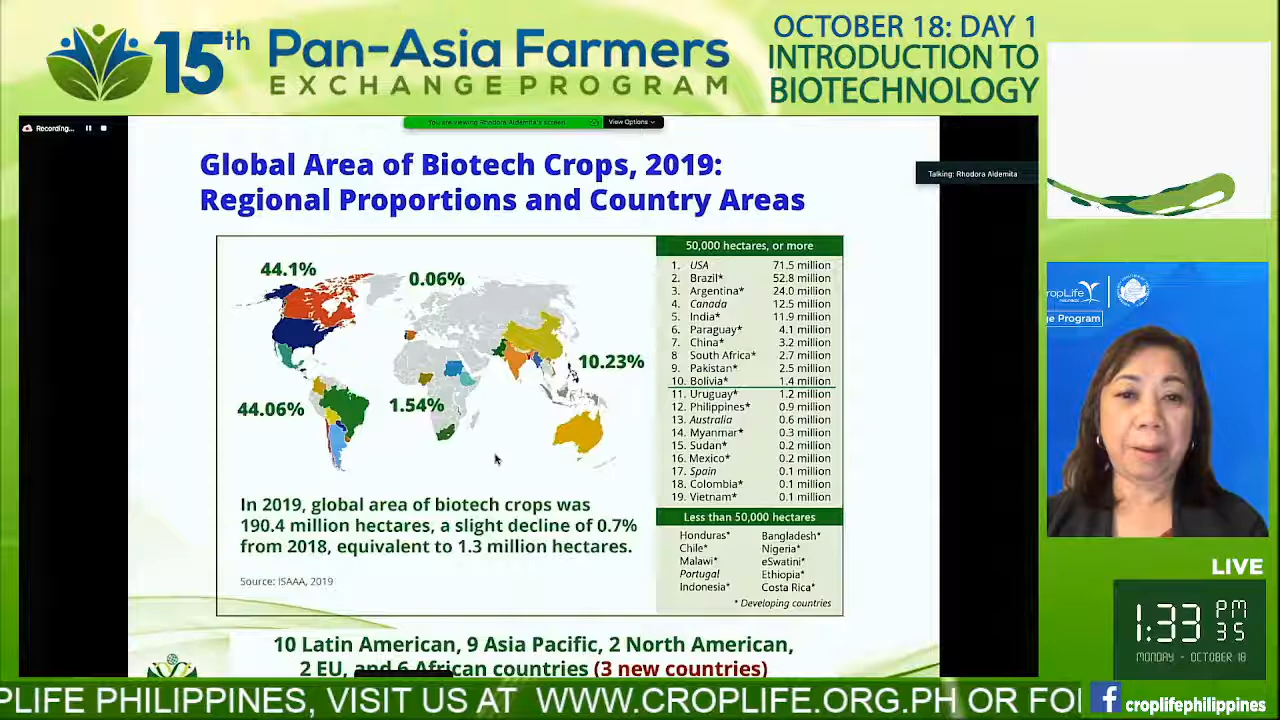 15th Pan-Asia Farmers
EXCHANGE PROGRAM
OCTOBER 18: DAY 1
INTRODUCTION TO
BIOTECHNOLOGY
Recording...
You are viewing Rhodora Aldemita's screen
View Options
Talking: Rhodora Aldemita
Global Area of Biotech Crops, 2019:
Regional Proportions and Country Areas
44.1%
0.06%
10.23%
44.06%
1.54%
In 2019, global area of biotech crops was
190.4 million hectares, a slight decline of 0.7%
from 2018, equivalent to 1.3 million hectares.
Source: ISAAA, 2019
50,000 hectares, or more
1. USA 71.5 million
2. Brazil* 52.8 million
3. Argentina* 24.0 million
4. Canada 12.5 million
5. India* 11.9 million
6. Paraguay* 4.1 million
7. China* 3.2 million
8 South Africa* 2.7 million
9. Pakistan* 2.5 million
10. Bolivia* 1.4 million
11. Uruguay* 1.2 million
12. Philippines* 0.9 million
13. Australia 0.6 million
14. Myanmar* 0.3 million
15. Sudan* 0.2 million
16. Mexico* 0.2 million
17. Spain 0.1 million
18. Colombia* 0.1 million
19. Vietnam* 0.1 million
Less than 50,000 hectares
Honduras* Bangladesh*
Chile* Nigeria*
Malawi* eSwatini*
Portugal Ethiopia*
Indonesia* Costa Rica*
* Developing countries
10 Latin American, 9 Asia Pacific, 2 North American,
2 EU, and 6 African countries (3 new countries)
ropLife
ge Program
LIVE
1:33 PM
35
MONDAY - OCTOBER 18
PLIFE PHILIPPINES, VISIT US AT WWW.CROPLIFE.ORG.PH OR FO
croplifephilippines